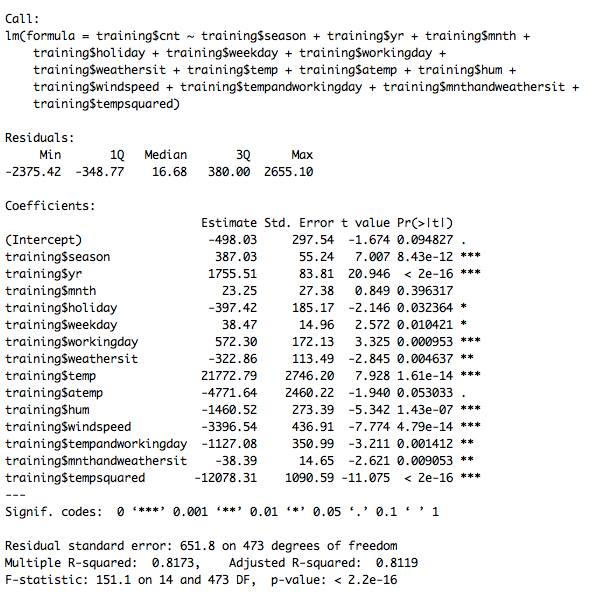 Call:
lm(formula = training$cnt ~ training$season + training$yr + training$mnth +
    training$holiday + training$weekday + training$workingday +
    training$weathersit + training$temp + training$atemp + training$hum +
    training$windspeed + training$tempandworkingday + training$mnthandweathersit +
    training$tempsquared)

Residuals:
     Min       1Q   Median       3Q      Max
-2375.42  -348.77    16.68   380.00  2655.10

Coefficients:
                           Estimate Std. Error t value Pr(>|t|)
(Intercept)                 -498.03     297.54  -1.674 0.094827 .
training$season              387.03      55.24   7.007 8.43e-12 ***
training$yr                 1755.51      83.81  20.946  < 2e-16 ***
training$mnth                 23.25      27.38   0.849 0.396317
training$holiday            -397.42     185.17  -2.146 0.032364 *
training$weekday              38.47      14.96   2.572 0.010421 *
training$workingday          572.30     172.13   3.325 0.000953 ***
training$weathersit         -322.86     113.49  -2.845 0.004637 **
training$temp              21772.79    2746.20   7.928 1.61e-14 ***
training$atemp             -4771.64    2460.22  -1.940 0.053033 .
training$hum               -1460.52     273.39  -5.342 1.43e-07 ***
training$windspeed         -3396.54     436.91  -7.774 4.79e-14 ***
training$tempandworkingday -1127.08     350.99  -3.211 0.001412 **
training$mnthandweathersit   -38.39      14.65  -2.621 0.009053 **
training$tempsquared      -12078.31    1090.59 -11.075  < 2e-16 ***
---
Signif. codes:  0 ‘***’ 0.001 ‘**’ 0.01 ‘*’ 0.05 ‘.’ 0.1 ‘ ’ 1

Residual standard error: 651.8 on 473 degrees of freedom
Multiple R-squared:  0.8173,    Adjusted R-squared:  0.8119
F-statistic: 151.1 on 14 and 473 DF,  p-value: < 2.2e-16